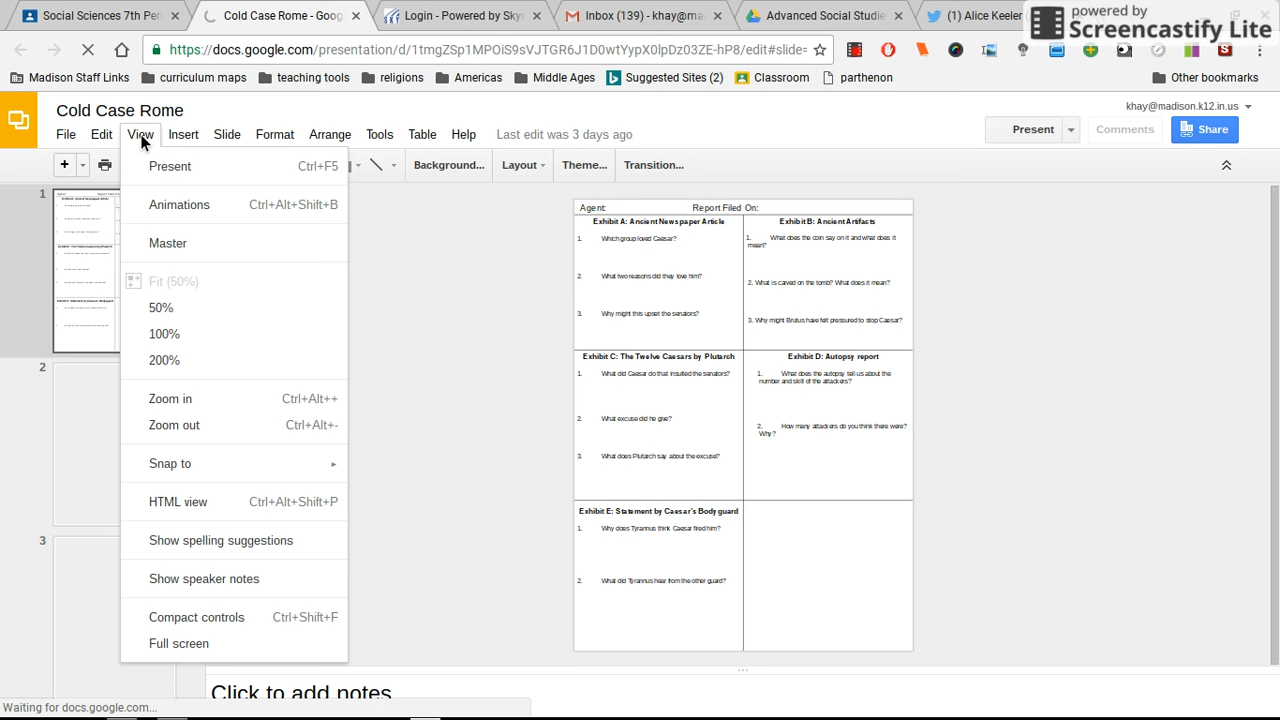 Social Sciences 7th Per
Cold Case Rome - Goog
Login - Powered by Sky
Inbox (139) - khay@ma
Advanced Social Studie
(1) Alice Keeler
powered by
Screencastify Lite
https://docs.google.com/presentation/d/1mgZSp1MPOiS9sVJTGR6J1D0wtYypX0lpDz03ZE-hP8/edit#slide=
Madison Staff Links
curriculum maps
teaching tools
religions
Americas
Middle Ages
Suggested Sites (2)
Classroom
parthenon
Other bookmarks
Cold Case Rome
khay@madison.k12.in.us
File Edit View Insert Slide Format Arrange Tools Table Help Last edit was 3 days ago
Present
Comments
Share
Background... Layout Theme... Transition...
Present Ctrl+F5
Animations Ctrl+Alt+Shift+B
Master
Fit (50%)
50%
100%
200%
Zoom in Ctrl+Alt++
Zoom out Ctrl+Alt+-
Snap to
HTML view Ctrl+Alt+Shift+P
Show spelling suggestions
Show speaker notes
Compact controls Ctrl+Shift+F
Full screen
1
2
3
Agent: Report Filed On:
Exhibit A: Ancient Newspaper Article
1. Which group loved Caesar?
2. What two reasons did they love him?
3. Why might this upset the senators?
Exhibit B: Ancient Artifacts
1. What does the coin say on it and what does it
mean?
2. What is carved on the tomb? What does it mean?
3. Why might Brutus have felt pressured to stop Caesar?
Exhibit C: The Twelve Caesars by Plutarch
1. What did Caesar do that insulted the senators?
2. What excuse did he give?
3. What does Plutarch say about the excuse?
Exhibit D: Autopsy report
1. What does the autopsy tell us about the
number and skill of the attackers?
2. How many attackers do you think there were?
Why?
Exhibit E: Statement by Caesar's Bodyguard
1. Why does Tyrannus think Caesar fired him?
2. What did Tyrannus hear from the other guard?
Click to add notes
Waiting for docs.google.com...